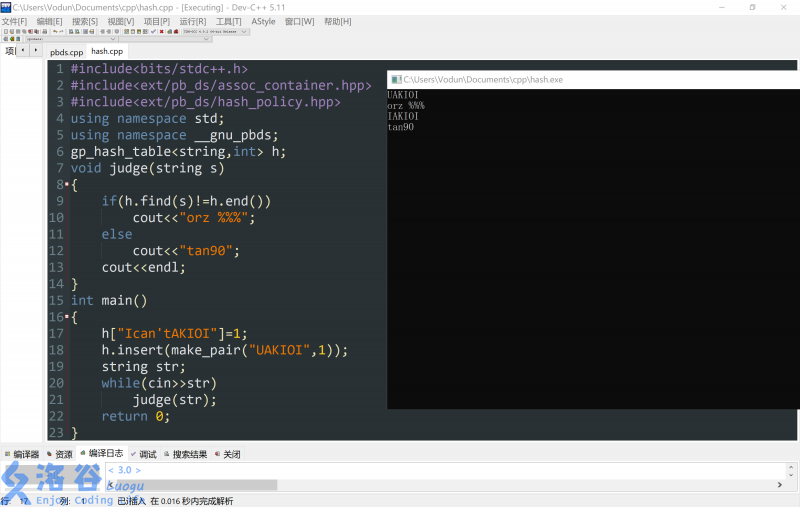 C:\Users\Vodun\Documents\cpp\hash.cpp - [Executing] - Dev-C++ 5.11
文件[F] 编辑[E] 搜索[S] 视图[V] 项目[P] 运行[R] 工具[T] AStyle 窗口[W] 帮助[H]
项 pbds.cpp hash.cpp
1 #include<bits/stdc++.h>
2 #include<ext/pb_ds/assoc_container.hpp>
3 #include<ext/pb_ds/hash_policy.hpp>
4 using namespace std;
5 using namespace __gnu_pbds;
6 gp_hash_table<string,int> h;
7 void judge(string s)
8 {
9 if(h.find(s)!=h.end())
10 cout<<"orz %%%";
11 else
12 cout<<"tan90";
13 cout<<endl;
14 }
15 int main()
16 {
17 h["Ican'tAKIOI"]=1;
18 h.insert(make_pair("UAKIOI",1));
19 string str;
20 while(cin>>str)
21 judge(str);
22 return 0;
23 }
C:\Users\Vodun\Documents\cpp\hash.exe
UAKIOI
orz %%%
IAKIOI
tan90
编译器 资源 编译日志 调试 搜索结果 关闭
< 3.0 >
洛谷
Luogu
Enjoy Coding
行: 17 列: 1 已插入 在 0.016 秒内完成解析